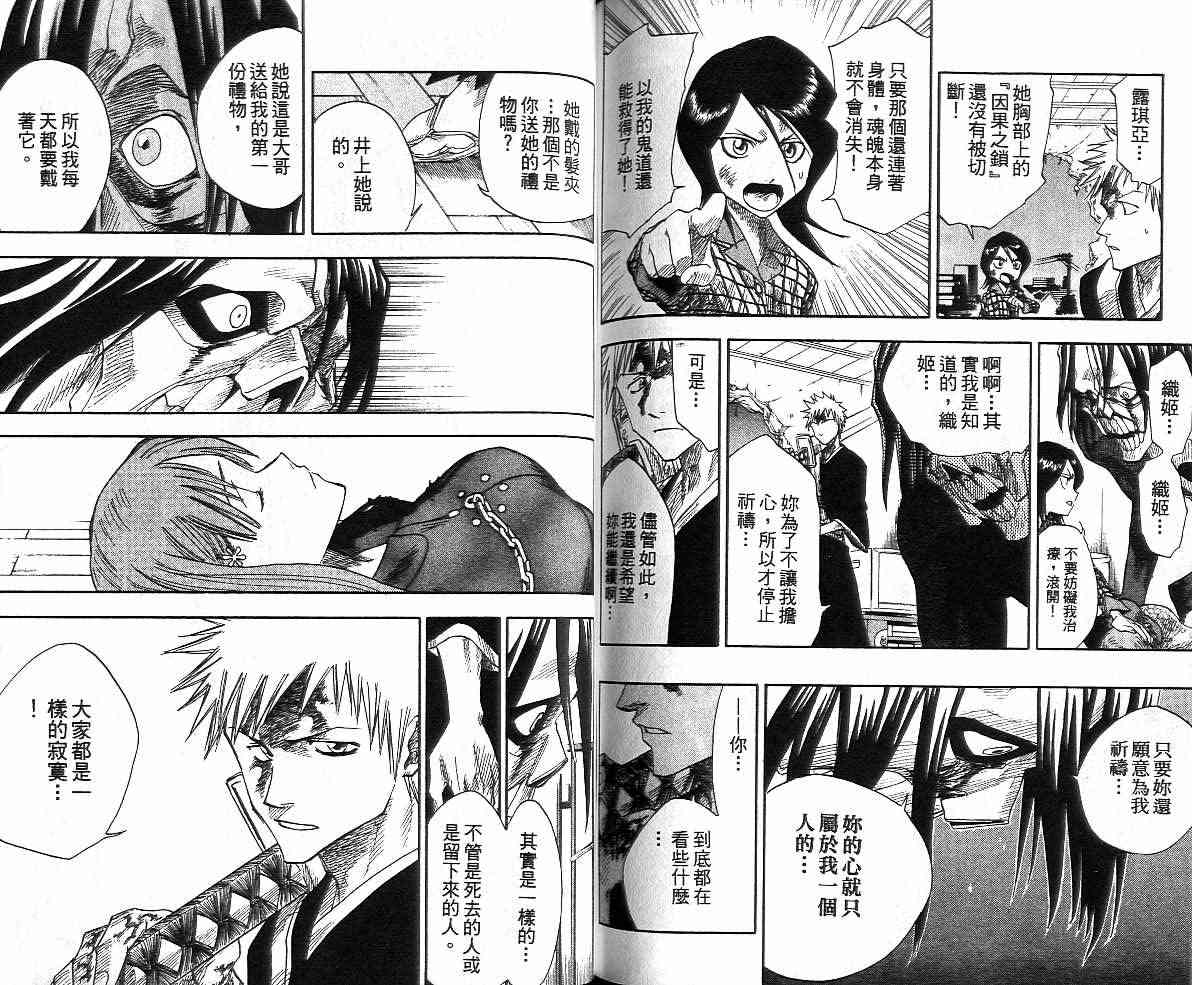 露琪亞…
她胸部上的
『因果之鎖』
還沒有被切
斷！
只要那個還連著
身體，魂魄本身
就不會消失！
以我的鬼道還
能救得了她！
織姬…
織姬…
不要妨礙我治
療，滾開！
啊啊…其
實我是知
道的，織
姬…
妳為了不讓我擔
心，所以才停止
祈禱…
可是…
儘管如此，
我還是希望
妳能繼續啊…
只要妳還
願意為我
祈禱…
妳的心就只
屬於我一個
人的…
——你…
到底都在
看些什麼
…
她戴的髮夾
…那個不是
你送她的禮
物嗎？
井上她說
的。
她說這是大哥
送給我的第一
份禮物，
所以我每
天都要戴
著它。
其實是一樣的…
不管是死去的人或
是留下來的人。
大家都是一
樣的寂寞…
！